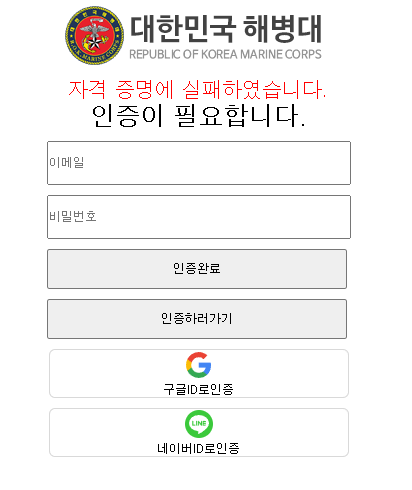 대한민국 해병대
REPUBLIC OF KOREA MARINE CORPS
자격 증명에 실패하였습니다.
인증이 필요합니다.
이메일
비밀번호
인증완료
인증하러가기
구글ID로인증
LINE
네이버ID로인증